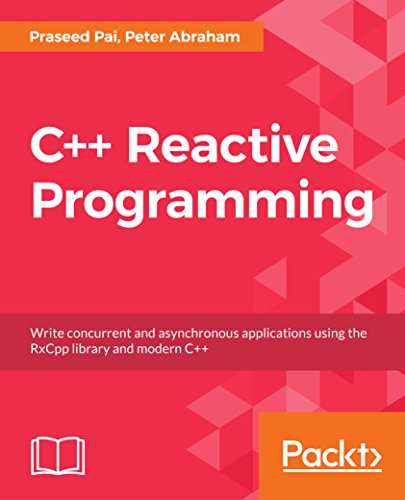 Praseed Pai, Peter Abraham
C++ Reactive
Programming
Write concurrent and asynchronous applications using the
RxCpp library and modern C++
Packt>